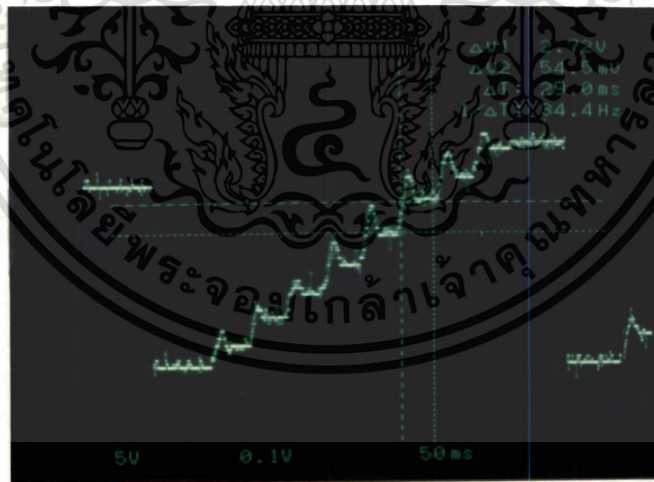 ΔV1 2.72V
ΔV2 54.5mV
ΔT: 29.0ms
1/ΔT: 34.4Hz
5V 0.1V 50ms
พระจอมเกล้าเจ้าคุณทหาร